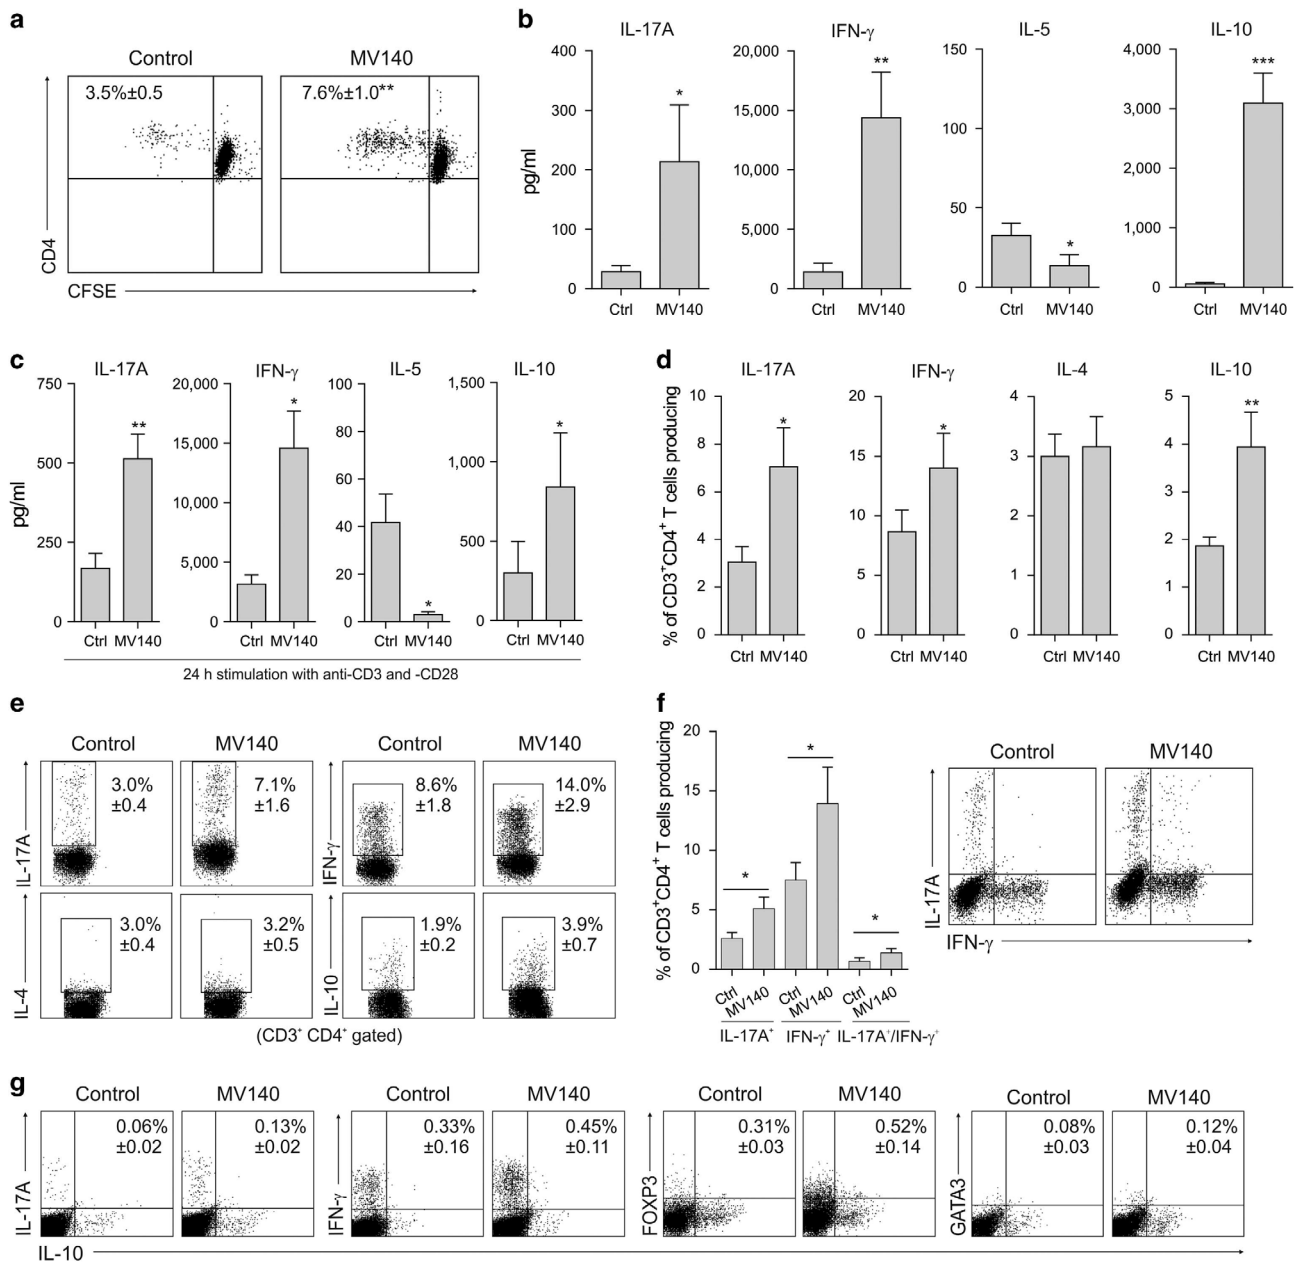 a
Control
MV140
3.5%±0.5
7.6%±1.0**
CD4
CFSE
b
IL-17A
IFN-γ
IL-5
IL-10
pg/ml
400
300
200
100
0
*
Ctrl MV140
20,000
15,000
10,000
5,000
0
**
Ctrl MV140
150
100
50
0
*
Ctrl MV140
4,000
3,000
2,000
1,000
0
***
Ctrl MV140
c
IL-17A
IFN-γ
IL-5
IL-10
pg/ml
750
500
250
0
**
Ctrl MV140
20,000
15,000
10,000
5,000
0
*
Ctrl MV140
100
80
60
40
20
0
*
Ctrl MV140
1,500
1,000
500
0
*
Ctrl MV140
24 h stimulation with anti-CD3 and -CD28
d
IL-17A
IFN-γ
IL-4
IL-10
% of CD3⁺CD4⁺ T cells producing
10
8
6
4
2
0
*
Ctrl MV140
20
15
10
5
0
*
Ctrl MV140
4
3
2
1
0
Ctrl MV140
5
4
3
2
1
0
**
Ctrl MV140
e
Control
MV140
Control
MV140
IL-17A
3.0%
±0.4
7.1%
±1.6
IFN-γ
8.6%
±1.8
14.0%
±2.9
IL-4
3.0%
±0.4
3.2%
±0.5
IL-10
1.9%
±0.2
3.9%
±0.7
(CD3⁺ CD4⁺ gated)
f
% of CD3⁺CD4⁺ T cells producing
20
15
10
5
0
*
*
*
Ctrl
MV140
Ctrl
MV140
Ctrl
MV140
IL-17A⁺
IFN-γ⁺
IL-17A⁺/IFN-γ⁺
Control
MV140
IL-17A
IFN-γ
g
Control
MV140
Control
MV140
Control
MV140
Control
MV140
IL-17A
0.06%
±0.02
0.13%
±0.02
IFN-γ
0.33%
±0.16
0.45%
±0.11
FOXP3
0.31%
±0.03
0.52%
±0.14
GATA3
0.08%
±0.03
0.12%
±0.04
IL-10